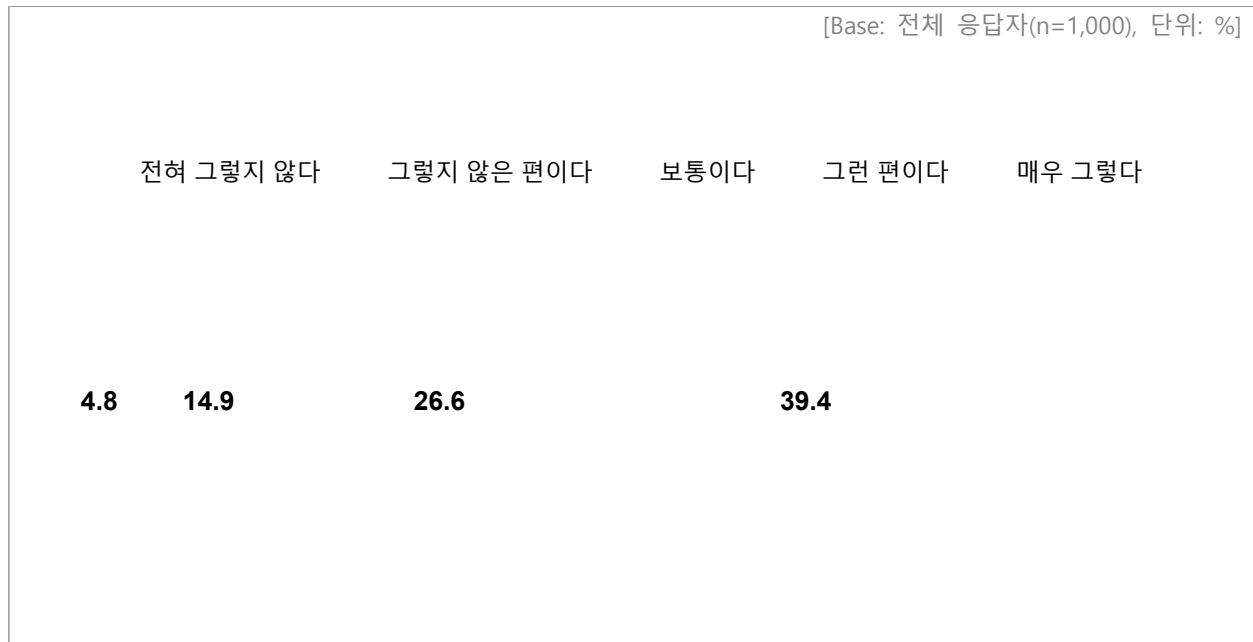 [Base: 전체 응답자(n=1,000), 단위: %]
전혀 그렇지 않다 그렇지 않은 편이다 보통이다 그런 편이다 매우 그렇다
4.8 14.9 26.6 39.4